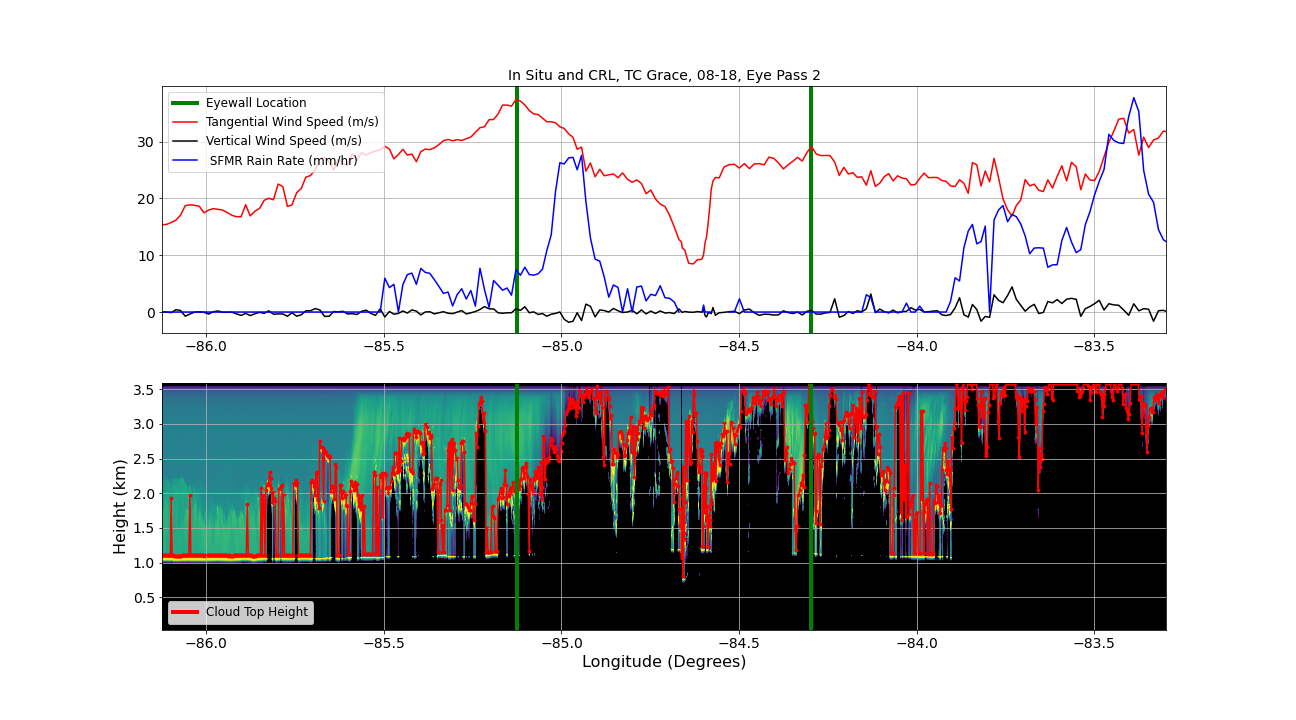 In Situ and CRL, TC Grace, 08-18, Eye Pass 2
Eyewall Location
Tangential Wind Speed (m/s)
Vertical Wind Speed (m/s)
SFMR Rain Rate (mm/hr)
30
20
10
0
−86.0 −85.5 −85.0 −84.5 −84.0 −83.5
Height (km)
3.5
3.0
2.5
2.0
1.5
1.0
0.5
Cloud Top Height
−86.0 −85.5 −85.0 −84.5 −84.0 −83.5
Longitude (Degrees)